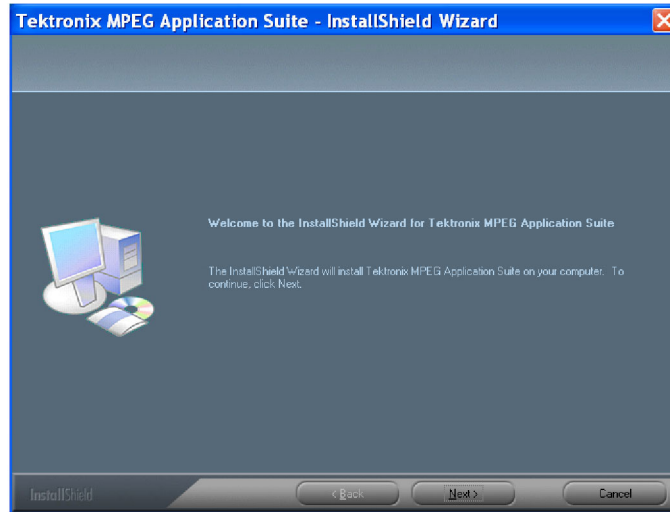 Tektronix MPEG Application Suite - InstallShield Wizard
Welcome to the InstallShield Wizard for Tektronix MPEG Application Suite
The InstallShield Wizard will install Tektronix MPEG Application Suite on your computer. To
continue, click Next.
InstallShield
< Back
Next >
Cancel